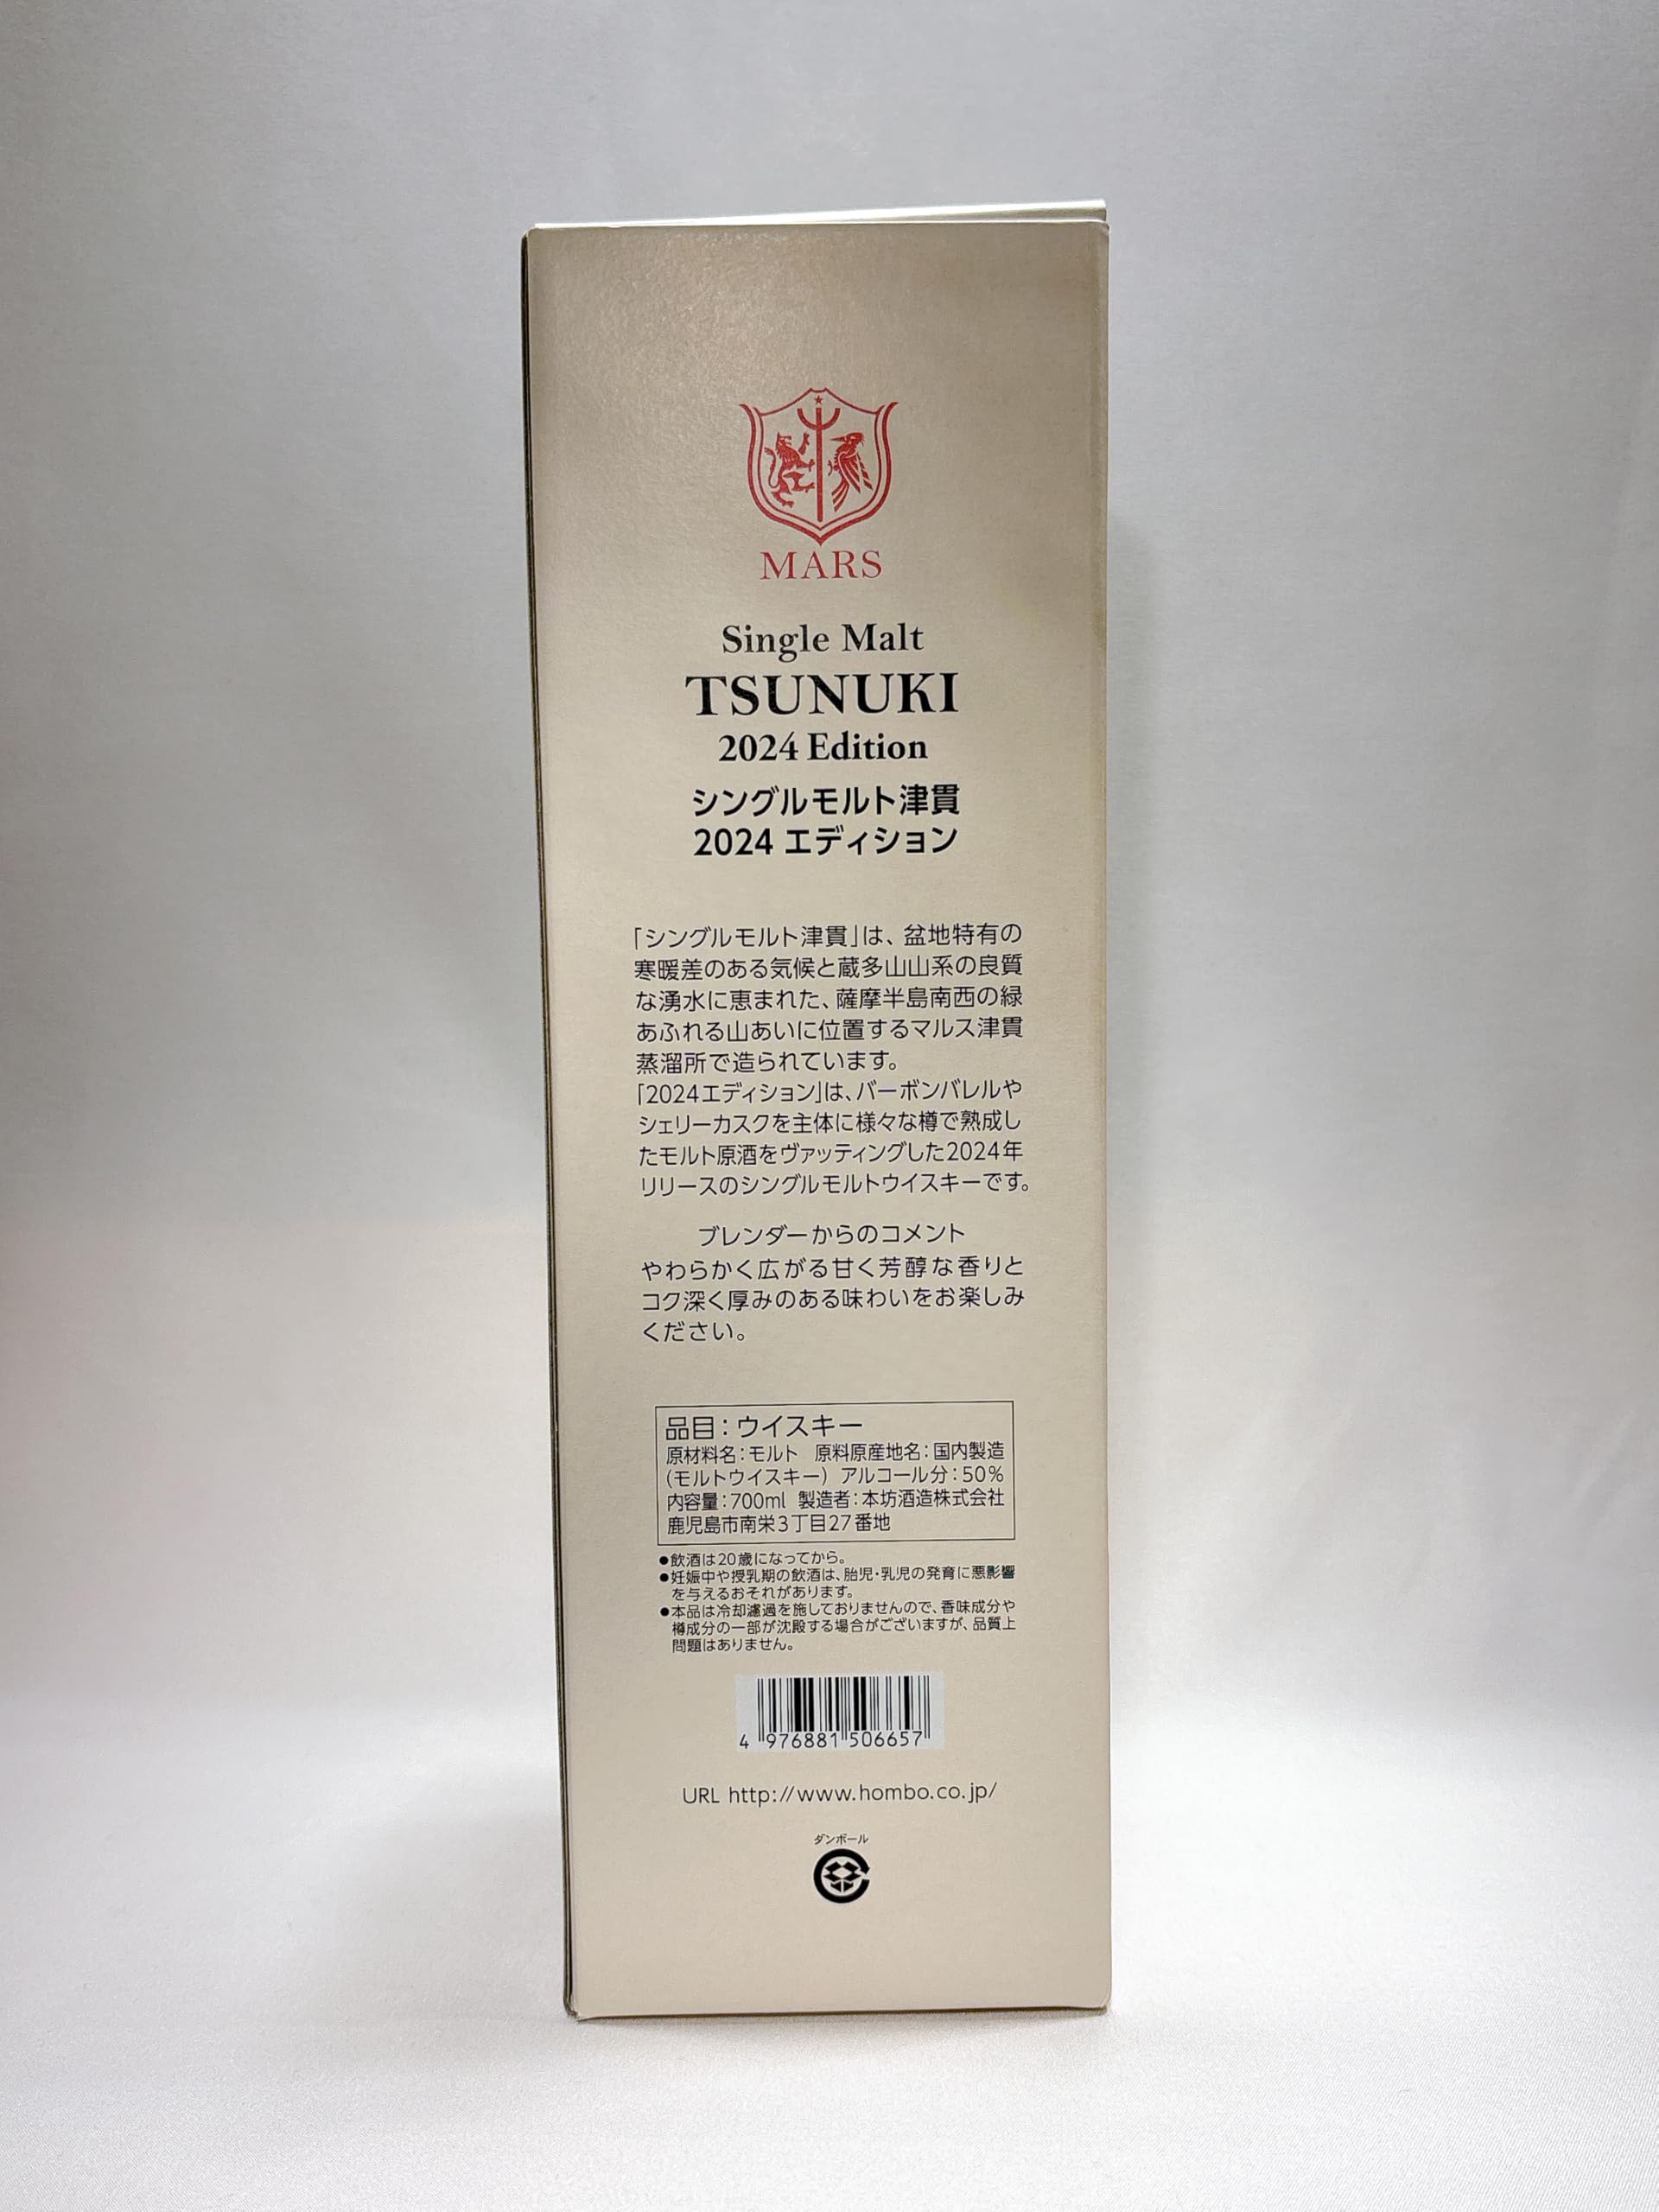 MARS
Single Malt
TSUNUKI
2024 Edition
シングルモルト津貫
2024 エディション
「シングルモルト津貫」は、盆地特有の
寒暖差のある気候と蔵多山山系の良質
な湧水に恵まれた、薩摩半島南西の緑
あふれる山あいに位置するマルス津貫
蒸溜所で造られています。
「2024エディション」は、バーボンバレルや
シェリーカスクを主体に様々な樽で熟成し
たモルト原酒をヴァッティングした2024年
リリースのシングルモルトウイスキーです。
ブレンダーからのコメント
やわらかく広がる甘く芳醇な香りと
コク深く厚みのある味わいをお楽しみ
ください。
品目：ウイスキー
原材料名：モルト 原料原産地名：国内製造
(モルトウイスキー) アルコール分：50%
内容量：700ml 製造者：本坊酒造株式会社
鹿児島市南栄3丁目27番地
●飲酒は20歳になってから。
●妊娠中や授乳期の飲酒は、胎児・乳児の発育に悪影響
を与えるおそれがあります。
●本品は冷却濾過を施しておりませんので、香味成分や
樽成分の一部が沈殿する場合がございますが、品質上
問題はありません。
4 976881 506657
URL http://www.hombo.co.jp/
ダンボール